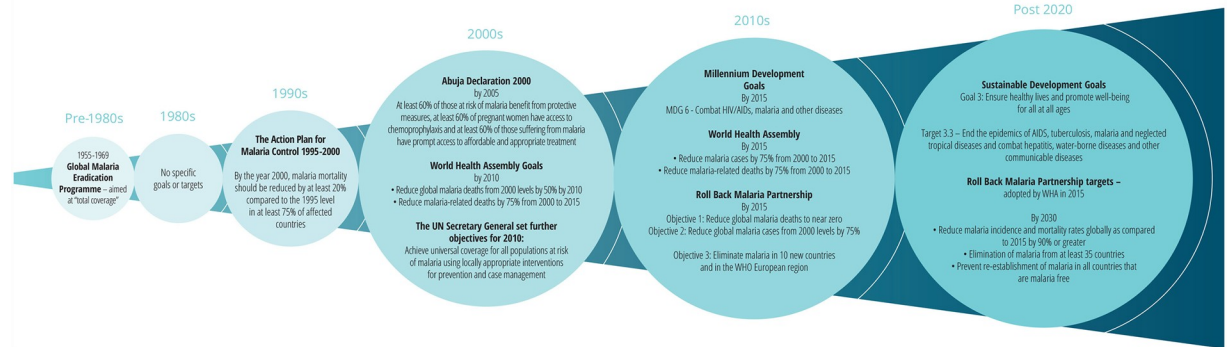 Pre-1980s
1955-1969
Global Malaria
Eradication
Programme – aimed
at “total coverage”
1980s
No specific
goals or targets
1990s
The Action Plan for
Malaria Control 1995-2000
By the year 2000, malaria mortality
should be reduced by at least 20%
compared to the 1995 level
in at least 75% of affected
countries
2000s
Abuja Declaration 2000
by 2005
At least 60% of those at risk of malaria benefit from protective
measures, at least 60% of pregnant women have access to
chemoprophylaxis and at least 60% of those suffering from malaria
have prompt access to affordable and appropriate treatment
World Health Assembly Goals
by 2010
• Reduce global malaria deaths from 2000 levels by 50% by 2010
• Reduce malaria-related deaths by 75% from 2000 to 2015
The UN Secretary General set further
objectives for 2010:
Achieve universal coverage for all populations at risk
of malaria using locally appropriate interventions
for prevention and case management
2010s
Millennium Development
Goals
By 2015
MDG 6 - Combat HIV/AIDs, malaria and other diseases
World Health Assembly
By 2015
• Reduce malaria cases by 75% from 2000 to 2015
• Reduce malaria-related deaths by 75% from 2000 to 2015
Roll Back Malaria Partnership
By 2015
Objective 1: Reduce global malaria deaths to near zero
Objective 2: Reduce global malaria cases from 2000 levels by 75%
Objective 3: Eliminate malaria in 10 new countries
and in the WHO European region
Post 2020
Sustainable Development Goals
Goal 3: Ensure healthy lives and promote well-being
for all at all ages
Target 3.3 – End the epidemics of AIDS, tuberculosis, malaria and neglected
tropical diseases and combat hepatitis, water-borne diseases and other
communicable diseases
Roll Back Malaria Partnership targets –
adopted by WHA in 2015
By 2030
• Reduce malaria incidence and mortality rates globally as compared
to 2015 by 90% or greater
• Elimination of malaria from at least 35 countries
• Prevent re-establishment of malaria in all countries that
are malaria free